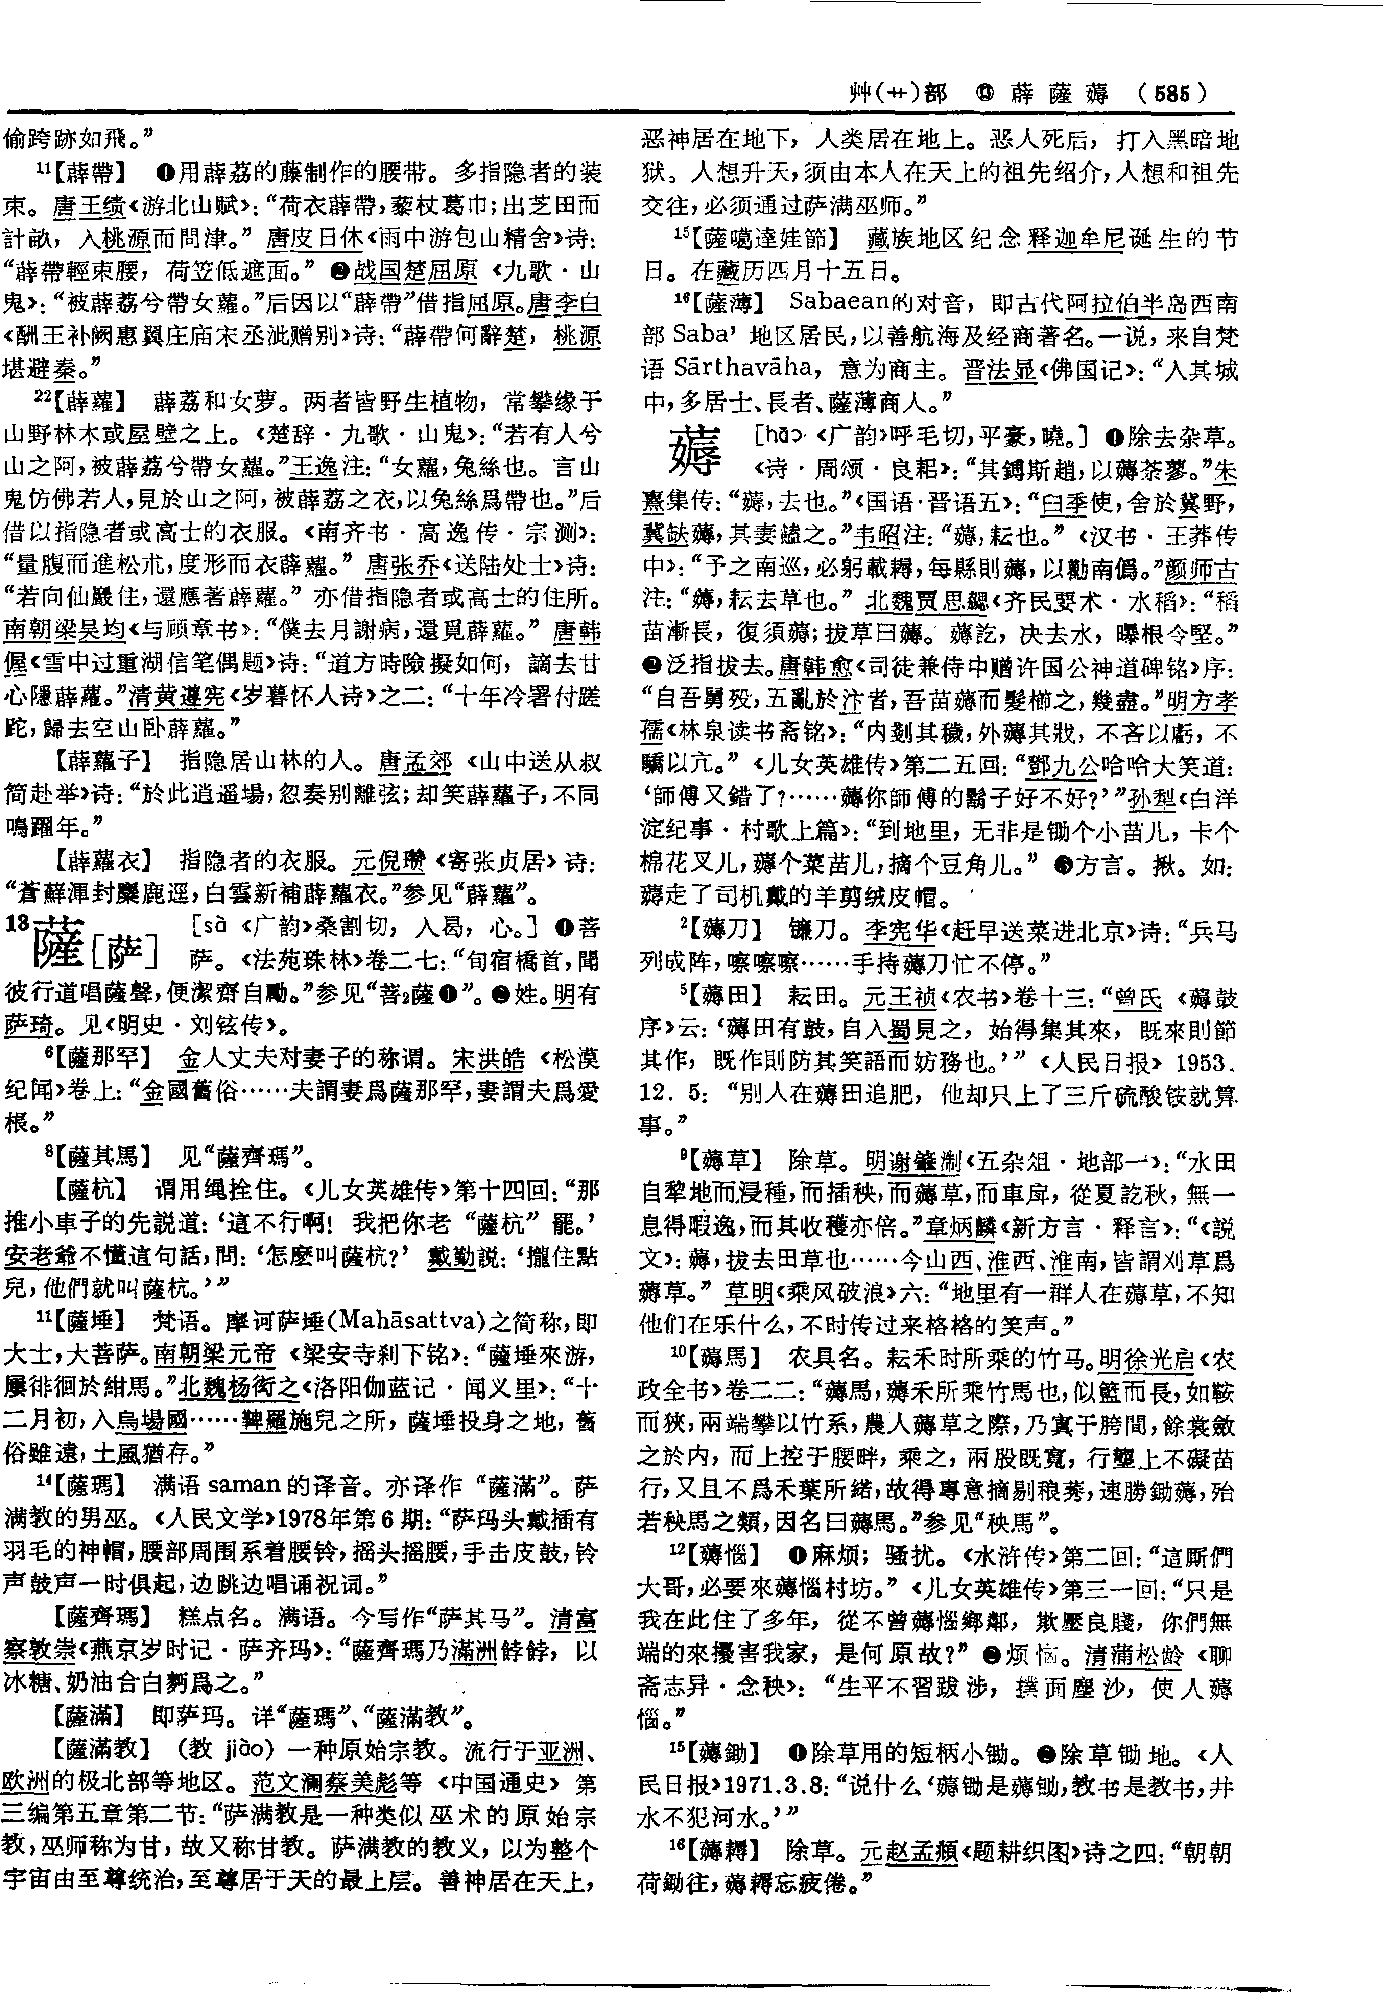 艸(艹)部 ⑬ 薜 薩 薅 (585)
偷跨跡如飛。”
¹¹【薜帶】 ❶用薜荔的藤制作的腰带。多指隐者的装
束。唐王绩《游北山赋》：“荷衣薜帶，藜杖葛巾；出芝田而
計畝，入桃源而問津。” 唐皮日休《雨中游包山精舍》诗：
“薜帶輕束腰，荷笠低遮面。” ❷战国楚屈原《九歌·山
鬼》：“被薜荔兮帶女蘿。”后因以“薜帶”借指屈原。唐李白
《酬王补阙惠翼庄庙宋丞泚赠别》诗：“薜帶何辭楚，桃源
堪避秦。”
²²【薜蘿】 薜荔和女萝。两者皆野生植物，常攀缘于
山野林木或屋壁之上。《楚辞·九歌·山鬼》：“若有人兮
山之阿，被薜荔兮帶女蘿。”王逸注：“女蘿，兔絲也。言山
鬼仿佛若人，見於山之阿，被薜荔之衣，以兔絲爲帶也。”后
借以指隐者或高士的衣服。《南齐书·高逸传·宗测》：
“量腹而進松朮，度形而衣薜蘿。” 唐张乔《送陆处士》诗：
“若向仙巖住，還應著薜蘿。” 亦借指隐者或高士的住所。
南朝梁吴均《与顾章书》：“僕去月謝病，還覓薜蘿。” 唐韩
偓《雪中过重湖信笔偶题》诗：“道方時險擬如何，謫去甘
心隱薜蘿。”清黄遵宪《岁暮怀人诗》之二：“十年冷署付蹉
跎，歸去空山卧薜蘿。”
【薜蘿子】 指隐居山林的人。唐孟郊《山中送从叔
简赴举》诗：“於此逍遥場，忽奏别離弦；却笑薜蘿子，不同
鳴躍年。”
【薜蘿衣】 指隐者的衣服。元倪瓒《寄张贞居》诗：
“蒼蘚渾封麋鹿逕，白雲新補薜蘿衣。”参见“薜蘿”。
13薩[萨] [sà 《广韵》桑割切，入曷，心。] ❶菩
萨。《法苑珠林》卷二七：“旬宿橋首，聞
彼行道唱薩聲，便潔齋自勵。”参见“菩₂薩❶”。❷姓。明有
萨琦。见《明史·刘铉传》。
⁶【薩那罕】 金人丈夫对妻子的称谓。宋洪皓《松漠
纪闻》卷上：“金國舊俗……夫謂妻爲薩那罕，妻謂夫爲愛
根。”
⁸【薩其馬】 见“薩齊瑪”。
【薩杭】 谓用绳拴住。《儿女英雄传》第十四回：“那
推小車子的先説道：‘這不行啊！我把你老“薩杭”罷。’
安老爺不懂這句話，問：‘怎麽叫薩杭？’ 戴勤説：‘攏住點
兒，他們就叫薩杭。’”
¹¹【薩埵】 梵语。摩诃萨埵(Mahāsattva)之简称，即
大士，大菩萨。南朝梁元帝《梁安寺刹下铭》：“薩埵來游，
屢徘徊於紺馬。”北魏杨衒之《洛阳伽蓝记·闻义里》：“十
二月初，入烏場國……鞞羅施兒之所，薩埵投身之地，舊
俗雖遠，土風猶存。”
¹⁴【薩瑪】 满语saman的译音。亦译作“薩滿”。萨
满教的男巫。《人民文学》1978年第6期：“萨玛头戴插有
羽毛的神帽，腰部周围系着腰铃，摇头摇腰，手击皮鼓，铃
声鼓声一时俱起，边跳边唱诵祝词。”
【薩齊瑪】 糕点名。满语。今写作“萨其马”。清富
察敦崇《燕京岁时记·萨齐玛》：“薩齊瑪乃滿洲餑餑，以
冰糖、奶油合白麪爲之。”
【薩滿】 即萨玛。详“薩瑪”、“薩滿教”。
【薩滿教】 (教 jiào) 一种原始宗教。流行于亚洲、
欧洲的极北部等地区。范文澜蔡美彪等《中国通史》第
三编第五章第二节：“萨满教是一种类似巫术的原始宗
教，巫师称为甘，故又称甘教。萨满教的教义，以为整个
宇宙由至尊统治，至尊居于天的最上层。善神居在天上，
恶神居在地下，人类居在地上。恶人死后，打入黑暗地
狱。人想升天，须由本人在天上的祖先绍介，人想和祖先
交往，必须通过萨满巫师。”
¹⁵【薩噶逹娃節】 藏族地区纪念释迦牟尼诞生的节
日。在藏历四月十五日。
¹⁶【薩薄】 Sabaean的对音，即古代阿拉伯半岛西南
部Saba’地区居民，以善航海及经商著名。一说，来自梵
语Sārthavāha，意为商主。晋法显《佛国记》：“入其城
中，多居士、長者、薩薄商人。”
薅 [hāo 《广韵》呼毛切，平豪，曉。] ❶除去杂草。
《诗·周颂·良耜》：“其鎛斯趙，以薅荼蓼。”朱
熹集传：“薅，去也。”《国语·晋语五》：“臼季使，舍於冀野，
冀缺薅，其妻饁之。”韦昭注：“薅，耘也。” 《汉书·王莽传
中》：“予之南巡，必躬載耨，每縣則薅，以勸南僞。”颜师古
注：“薅，耘去草也。” 北魏贾思勰《齐民要术·水稻》：“稻
苗漸長，復須薅；拔草曰薅。薅訖，决去水，曝根令堅。”
❷泛指拔去。唐韩愈《司徒兼侍中赠许国公神道碑铭》序：
“自吾舅殁，五亂於汴者，吾苗薅而髮櫛之，幾盡。”明方孝
孺《林泉读书斋铭》：“内剗其穢，外薅其戕，不吝以虧，不
驕以亢。” 《儿女英雄传》第二五回：“鄧九公哈哈大笑道：
‘師傅又錯了？……薅你師傅的鬍子好不好？’”孙犁《白洋
淀纪事·村歌上篇》：“到地里，无非是锄个小苗儿，卡个
棉花叉儿，薅个菜苗儿，摘个豆角儿。” ❸方言。揪。如：
薅走了司机戴的羊剪绒皮帽。
²【薅刀】 镰刀。李宪华《赶早送菜进北京》诗：“兵马
列成阵，嚓嚓嚓……手持薅刀忙不停。”
⁵【薅田】 耘田。元王祯《农书》卷十三：“曾氏《薅鼓
序》云：‘薅田有鼓，自入蜀見之，始得集其來，既來則節
其作，既作則防其笑語而妨務也。’” 《人民日报》 1953.
12. 5：“别人在薅田追肥，他却只上了三斤硫酸铵就算
事。”
⁹【薅草】 除草。明谢肇淛《五杂俎·地部一》：“水田
自犂地而浸種，而插秧，而薅草，而車戽，從夏訖秋，無一
息得暇逸，而其收穫亦倍。”章炳麟《新方言·释言》：“《説
文》：薅，拔去田草也……今山西、淮西、淮南，皆謂刈草爲
薅草。” 草明《乘风破浪》六：“地里有一群人在薅草，不知
他们在乐什么，不时传过来格格的笑声。”
¹⁰【薅馬】 农具名。耘禾时所乘的竹马。明徐光启《农
政全书》卷二二：“薅馬，薅禾所乘竹馬也，似籃而長，如鞍
而狹，兩端攀以竹系，農人薅草之際，乃寘于胯間，餘裳斂
之於内，而上控于腰畔，乘之，兩股既寬，行壟上不礙苗
行，又且不爲禾葉所緒，故得專意摘剔稂莠，速勝鋤薅，殆
若秧馬之類，因名曰薅馬。”参见“秧馬”。
¹²【薅惱】 ❶麻烦；骚扰。《水浒传》第二回：“這厮們
大哥，必要來薅惱村坊。” 《儿女英雄传》第三一回：“只是
我在此住了多年，從不曾薅惱鄉鄰，欺壓良賤，你們無
端的來擾害我家，是何原故？” ❷烦恼。清蒲松龄《聊
斋志异·念秧》：“生平不習跋涉，撲面塵沙，使人薅
惱。”
¹⁵【薅鋤】 ❶除草用的短柄小锄。❷除草锄地。《人
民日报》1971.3.8：“说什么‘薅锄是薅锄，教书是教书，井
水不犯河水。’”
¹⁶【薅耨】 除草。元赵孟頫《题耕织图》诗之四：“朝朝
荷鋤往，薅耨忘疲倦。”